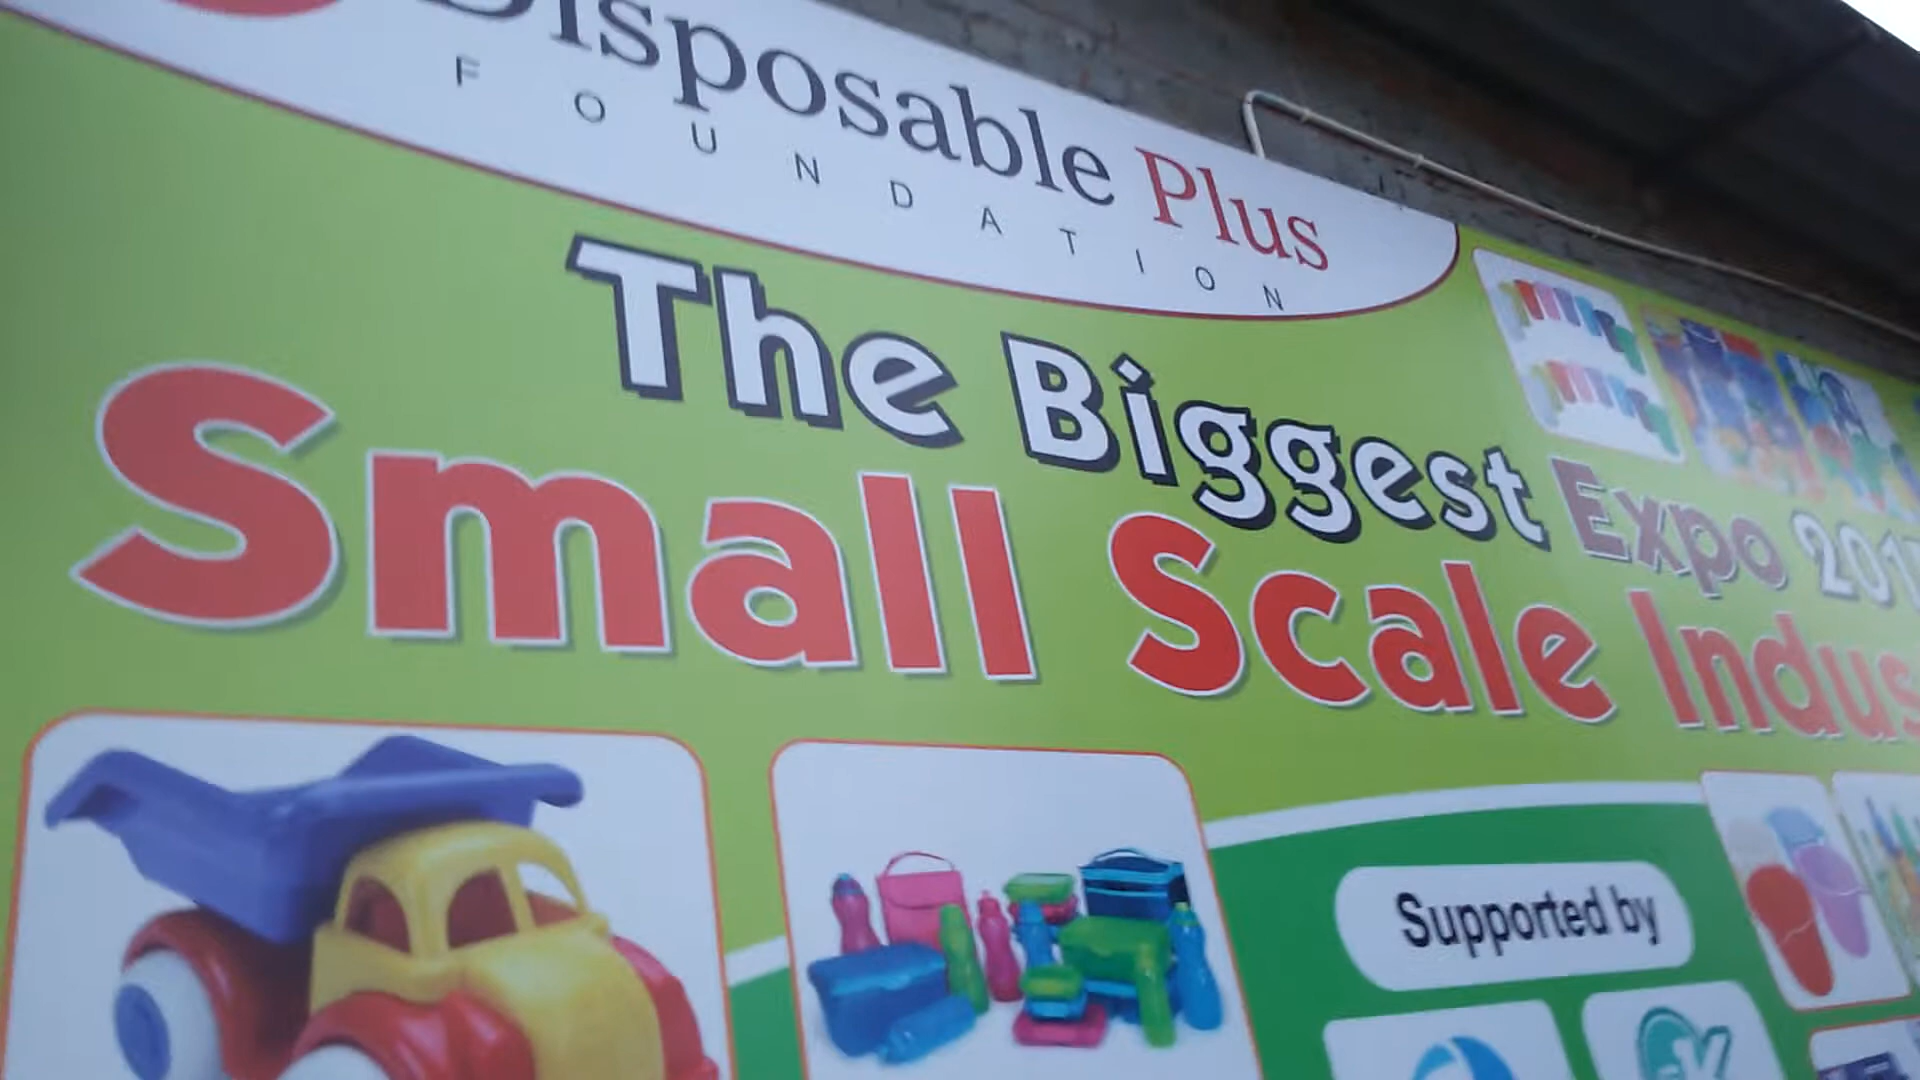 Disposable Plus
FOUNDATION
The Biggest Expo
Small Scale
Supported by